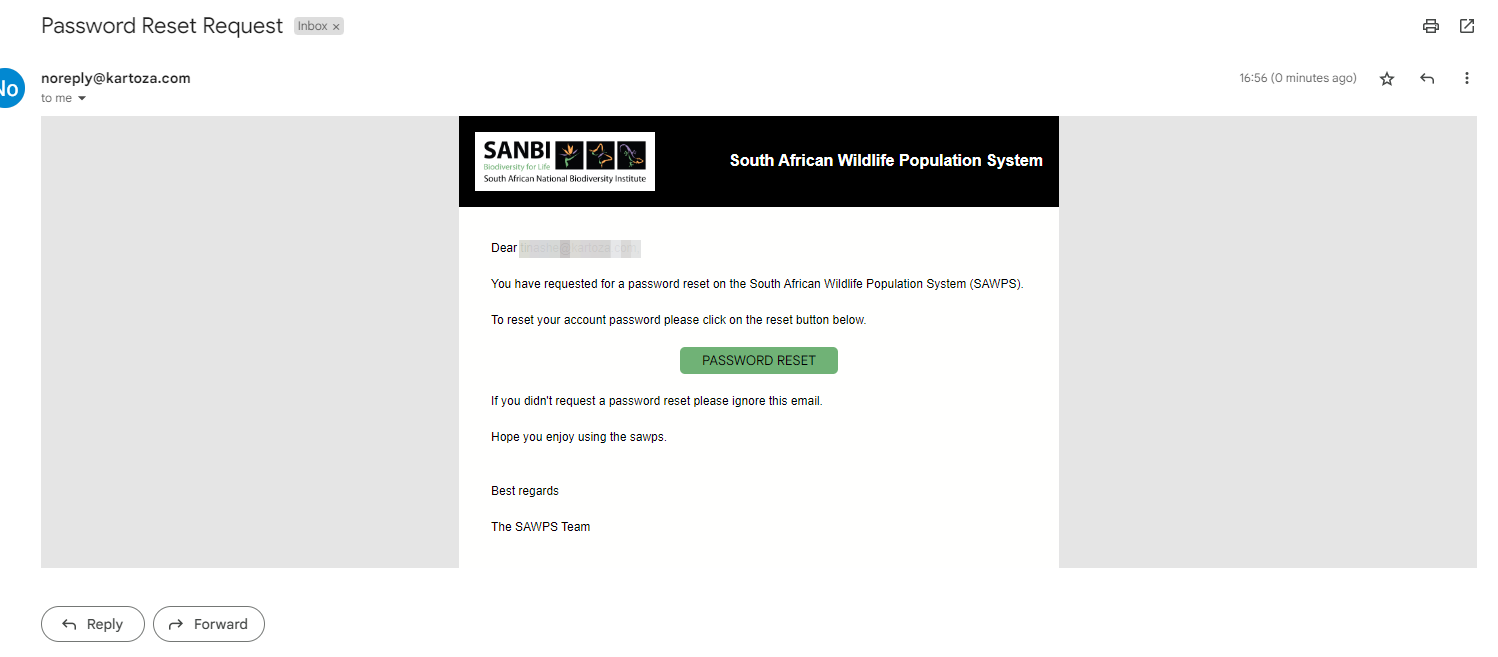 Password Reset Request Inbox ×
No
noreply@kartoza.com
16:56 (0 minutes ago)
to me
SANBI
Biodiversity for Life
South African National Biodiversity Institute
South African Wildlife Population System
Dear
You have requested for a password reset on the South African Wildlife Population System (SAWPS).
To reset your account password please click on the reset button below.
PASSWORD RESET
If you didn't request a password reset please ignore this email.
Hope you enjoy using the sawps.
Best regards
The SAWPS Team
Reply
Forward